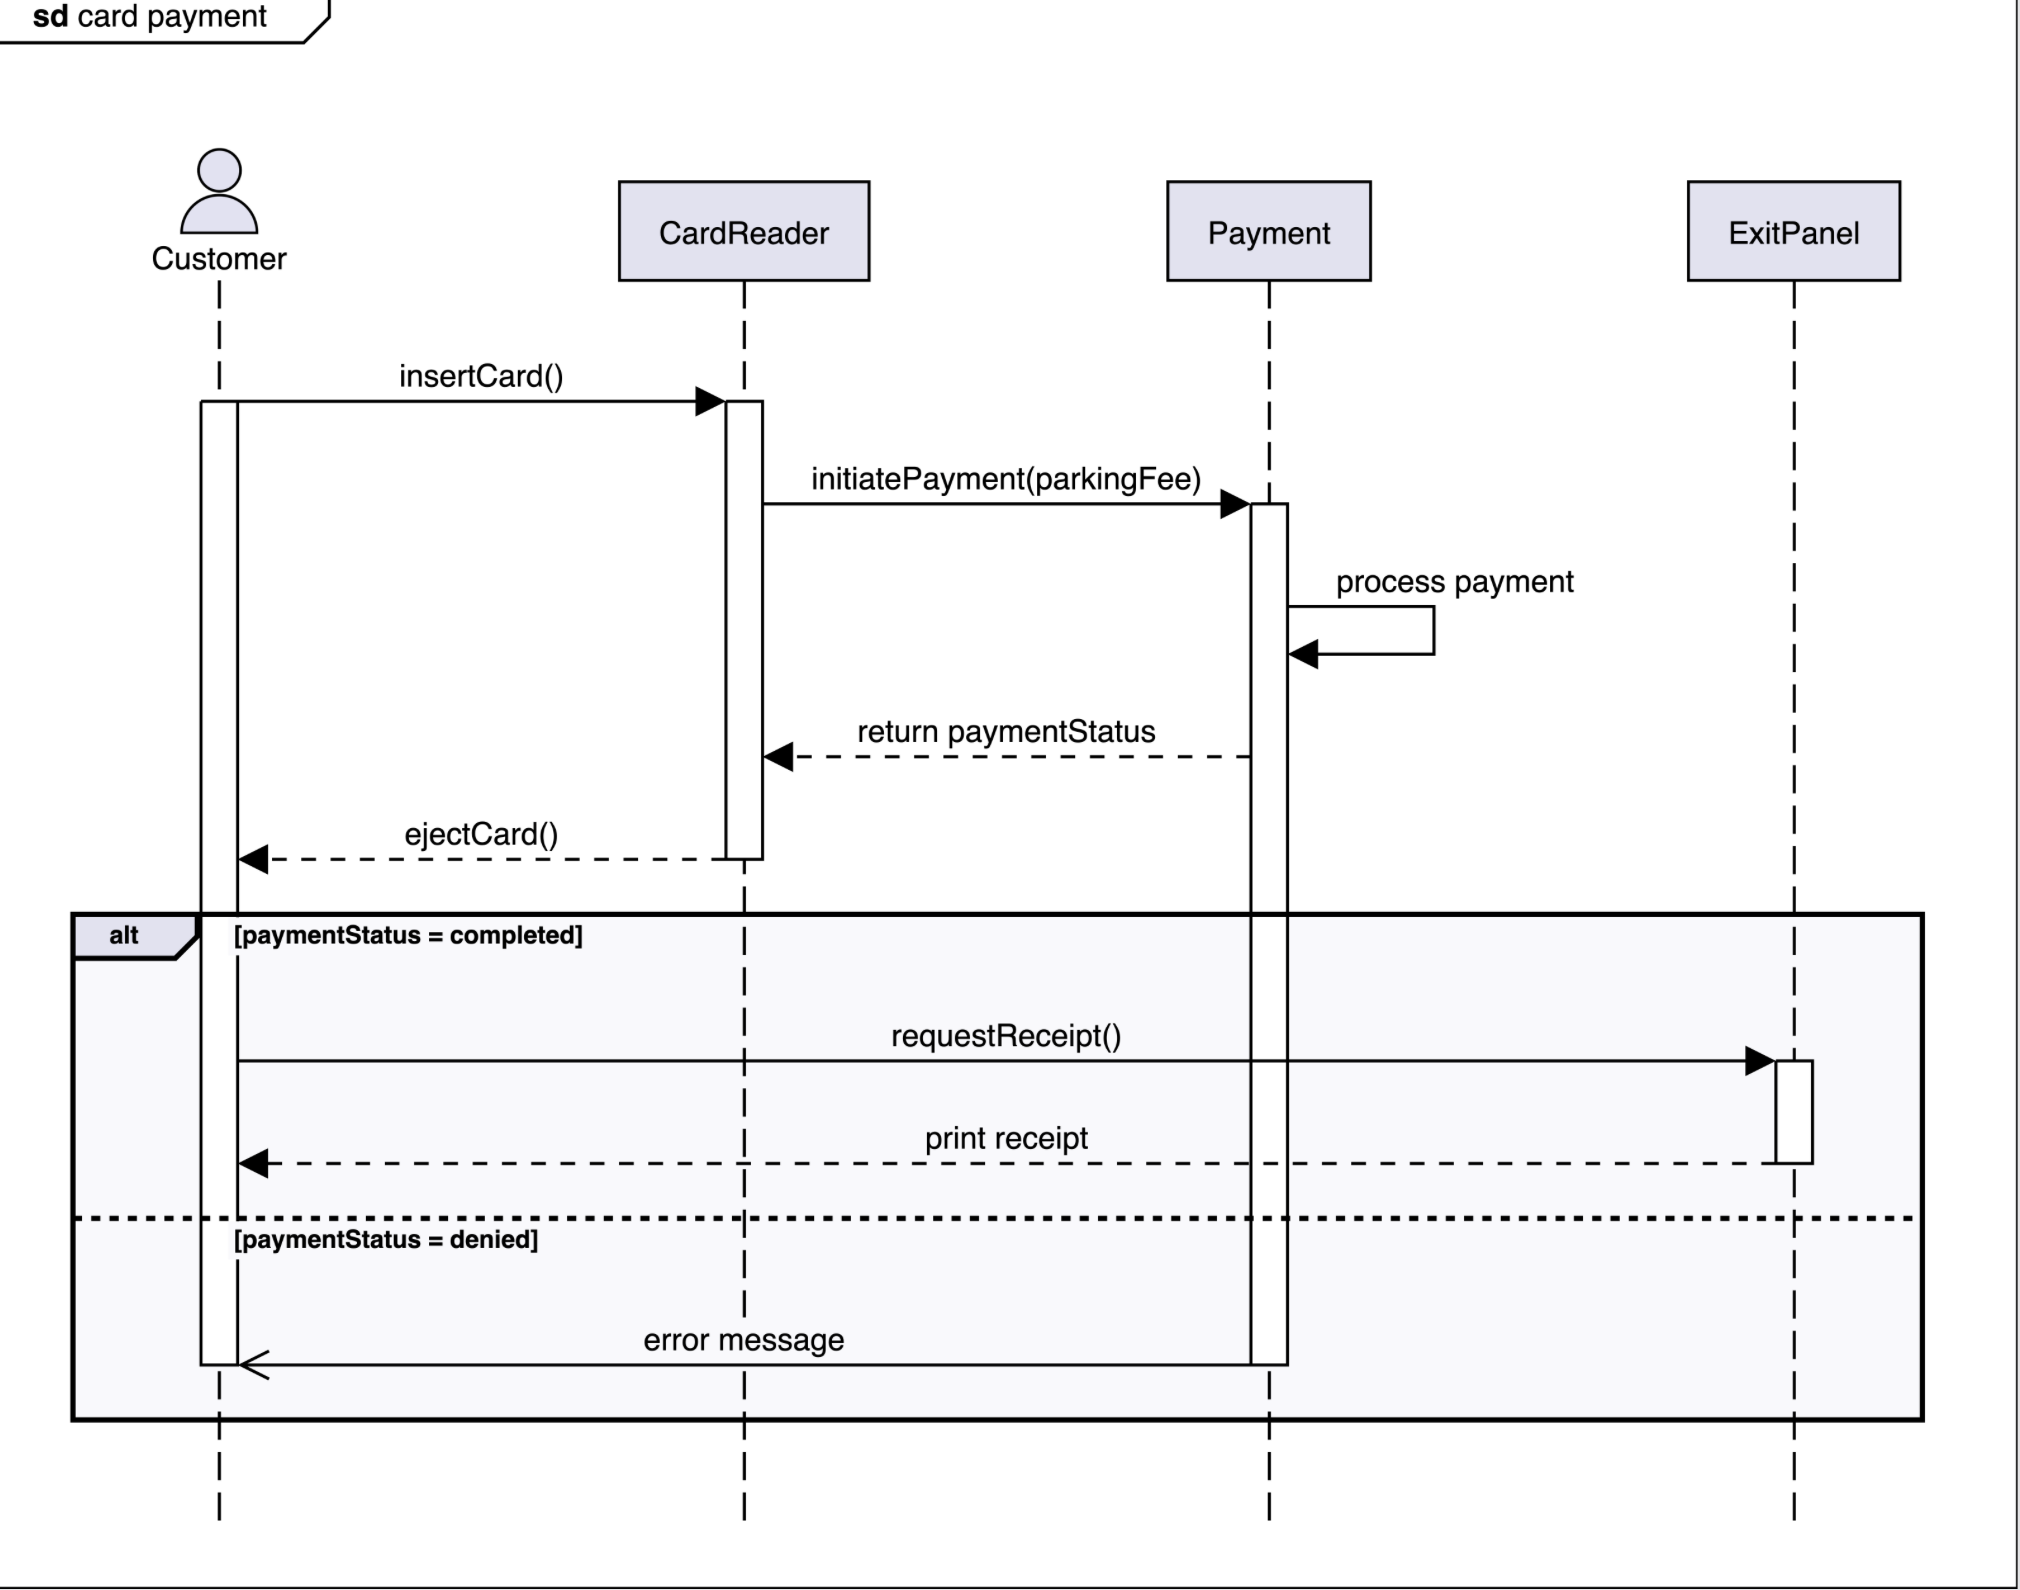 sd card payment
Customer
CardReader
Payment
ExitPanel
insertCard()
initiatePayment(parkingFee)
process payment
return paymentStatus
ejectCard()
alt
[paymentStatus = completed]
requestReceipt()
print receipt
[paymentStatus = denied]
error message